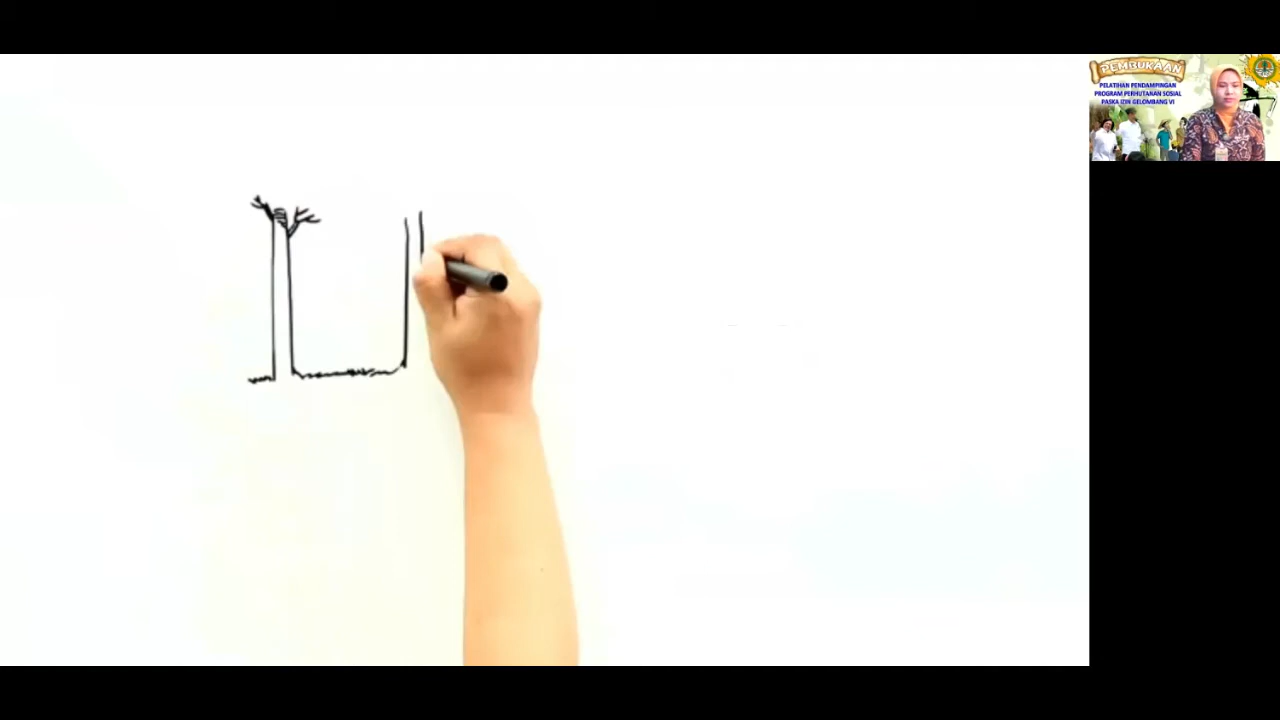 PEMBUKAAN
PELATIHAN PENDAMPINGAN
PROGRAM PERHUTANAN SOSIAL
PASKA IZIN GELOMBANG VI